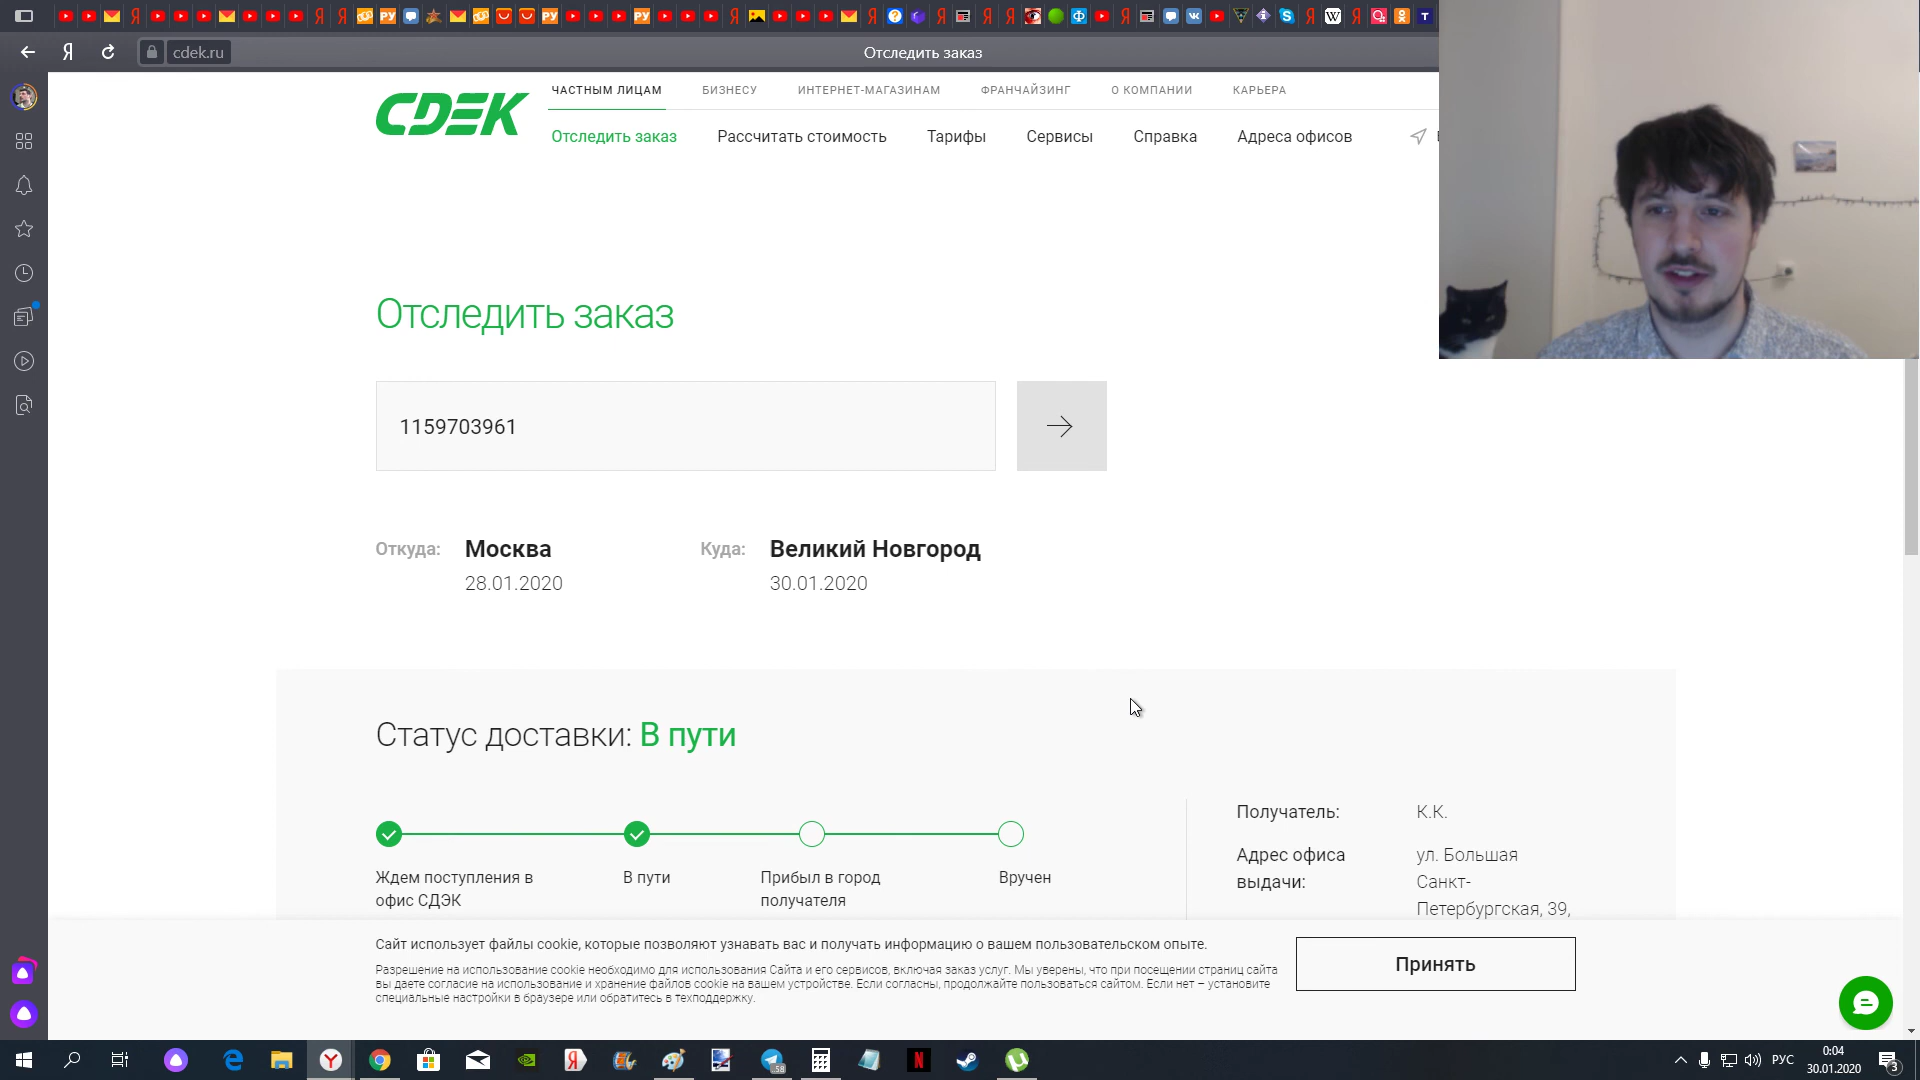 cdek.ru
Отследить заказ
CDEK
ЧАСТНЫМ ЛИЦАМ
БИЗНЕСУ
ИНТЕРНЕТ-МАГАЗИНАМ
ФРАНЧАЙЗИНГ
О КОМПАНИИ
КАРЬЕРА
Отследить заказ
Рассчитать стоимость
Тарифы
Сервисы
Справка
Адреса офисов
Отследить заказ
1159703961
Откуда: Москва
28.01.2020
Куда: Великий Новгород
30.01.2020
Статус доставки: В пути
Ждем поступления в
офис СДЭК
В пути
Прибыл в город
получателя
Вручен
Получатель: К.К.
Адрес офиса
выдачи:
ул. Большая
Санкт-
Петербургская, 39,
Сайт использует файлы cookie, которые позволяют узнавать вас и получать информацию о вашем пользовательском опыте.
Разрешение на использование cookie необходимо для использования Сайта и его сервисов, включая заказ услуг. Мы уверены, что при посещении страниц сайта
вы даете согласие на использование и хранение файлов cookie на вашем устройстве. Если согласны, продолжайте пользоваться сайтом. Если нет – установите
специальные настройки в браузере или обратитесь в техподдержку.
Принять
РУС
0:04
30.01.2020
3